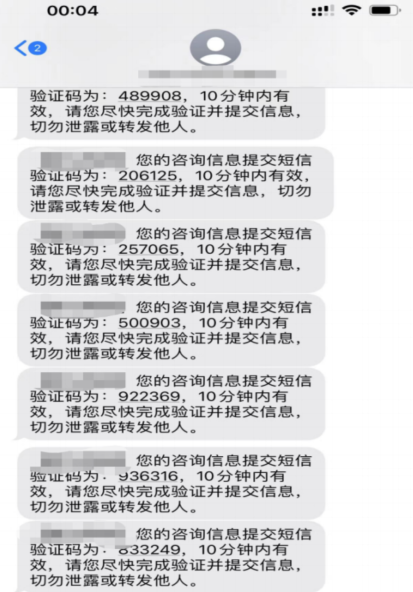 00:04
2
验证码为：489908，10分钟内有
效，请您尽快完成验证并提交信息，
切勿泄露或转发他人。
您的咨询信息提交短信
验证码为：206125，10分钟内有效，
请您尽快完成验证并提交信息，切勿
泄露或转发他人。
您的咨询信息提交短信
验证码为：257065，10分钟内有
效，请您尽快完成验证并提交信息，
切勿泄露或转发他人。
您的咨询信息提交短信
验证码为：500903，10分钟内有
效，请您尽快完成验证并提交信息，
切勿泄露或转发他人。
您的咨询信息提交短信
验证码为：922369，10分钟内有
效，请您尽快完成验证并提交信息，
切勿泄露或转发他人。
您的咨询信息提交短信
验证码为：936316，10分钟内有
效，请您尽快完成验证并提交信息，
切勿泄露或转发他人。
您的咨询信息提交短信
验证码为：833249，10分钟内有
效，请您尽快完成验证并提交信息，
切勿泄露或转发他人。